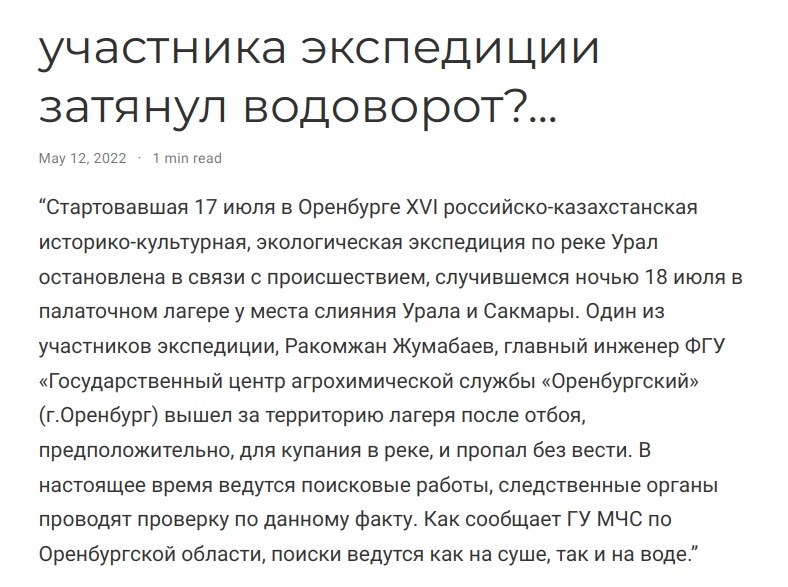 участника экспедиции
затянул водоворот?...
May 12, 2022 · 1 min read
“Стартовавшая 17 июля в Оренбурге XVI российско-казахстанская
историко-культурная, экологическая экспедиция по реке Урал
остановлена в связи с происшествием, случившемся ночью 18 июля в
палаточном лагере у места слияния Урала и Сакмары. Один из
участников экспедиции, Ракомжан Жумабаев, главный инженер ФГУ
«Государственный центр агрохимической службы «Оренбургский»
(г.Оренбург) вышел за территорию лагеря после отбоя,
предположительно, для купания в реке, и пропал без вести. В
настоящее время ведутся поисковые работы, следственные органы
проводят проверку по данному факту. Как сообщает ГУ МЧС по
Оренбургской области, поиски ведутся как на суше, так и на воде.”